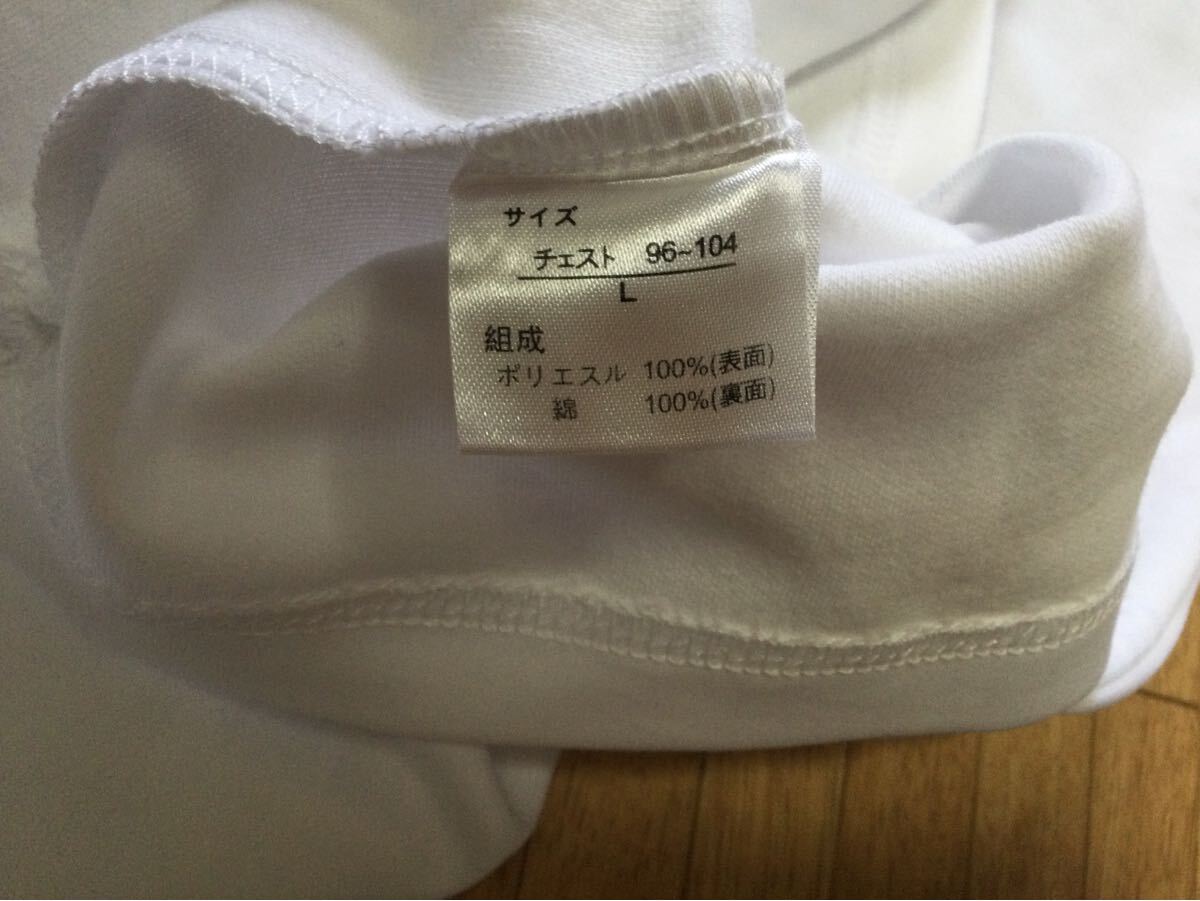 サイズ
チェスト 96~104
L
組成
ポリエスル 100%(表面)
綿 100%(裏面)